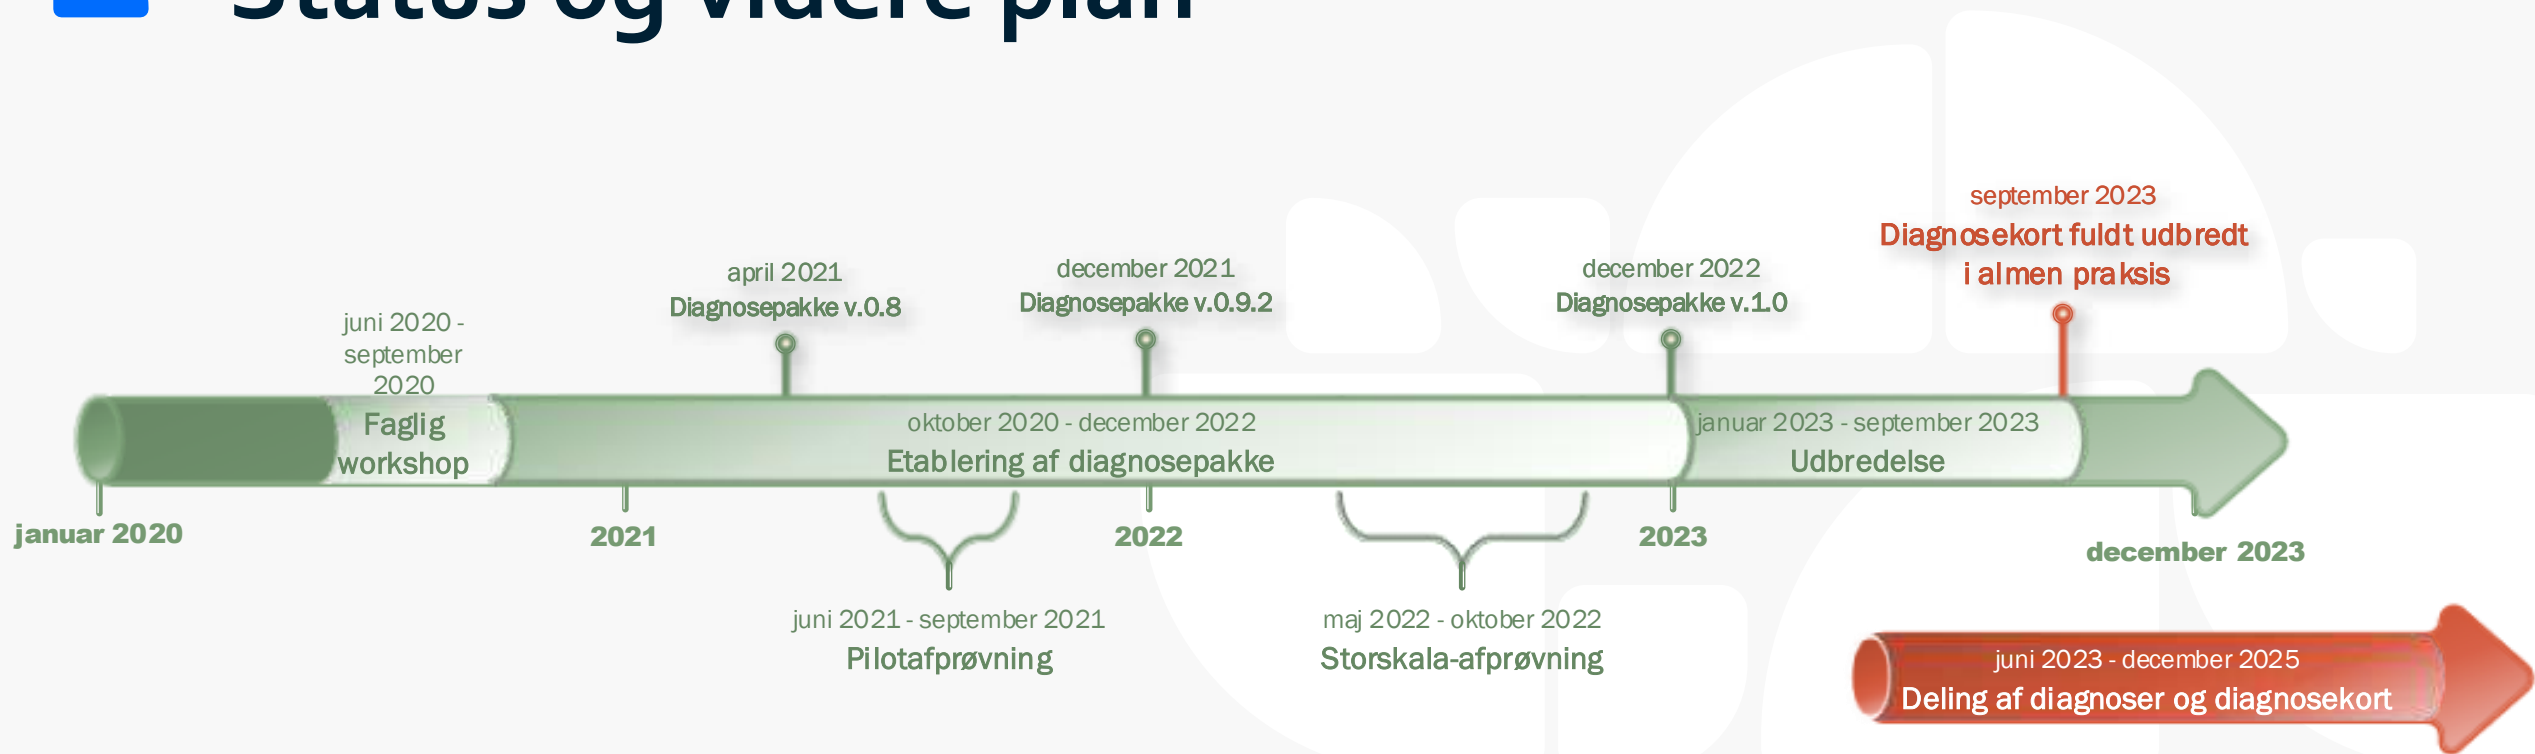 Status og videre plan
september 2023
Diagnosekort fuldt udbredt
i almen praksis
april 2021
Diagnosepakke v.0.8
december 2021
Diagnosepakke v.0.9.2
december 2022
Diagnosepakke v.1.0
juni 2020 -
september
2020
Faglig
workshop
oktober 2020 - december 2022
Etablering af diagnosepakke
januar 2023 - september 2023
Udbredelse
januar 2020
2021
2022
2023
december 2023
juni 2021 - september 2021
Pilotafprøvning
maj 2022 - oktober 2022
Storskala-afprøvning
juni 2023 - december 2025
Deling af diagnoser og diagnosekort